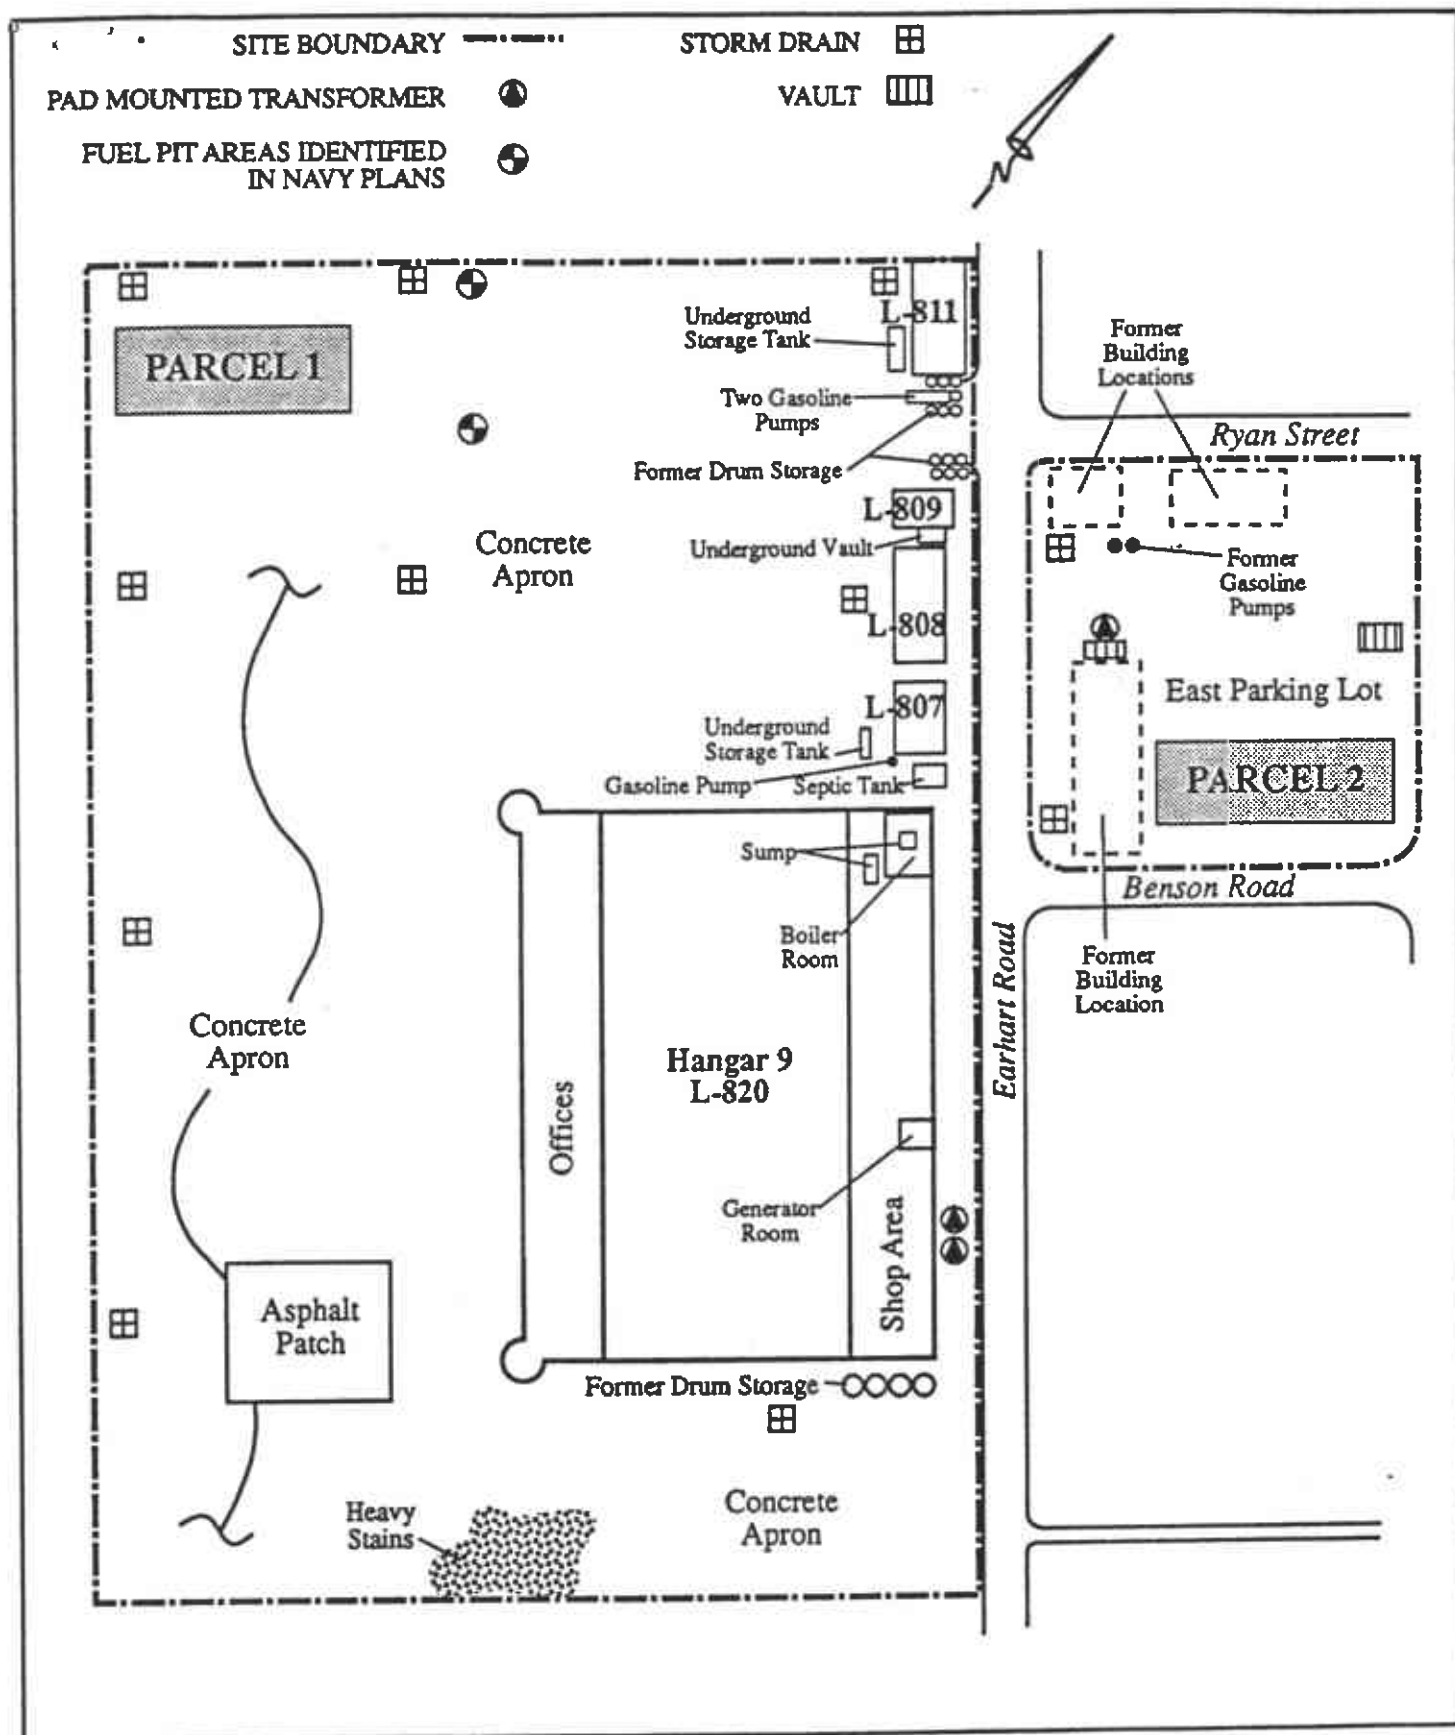 SITE BOUNDARY
STORM DRAIN
PAD MOUNTED TRANSFORMER
VAULT
FUEL PIT AREAS IDENTIFIED
IN NAVY PLANS
N
PARCEL 1
Underground
Storage Tank
L-811
Two Gasoline
Pumps
Former Drum Storage
L-809
Underground Vault
Concrete
Apron
L-808
L-807
Underground
Storage Tank
Gasoline Pump
Septic Tank
Sump
Boiler
Room
Hangar 9
L-820
Offices
Generator
Room
Shop Area
Former Drum Storage
Concrete
Apron
Asphalt
Patch
Heavy
Stains
Concrete
Apron
Earhart Road
Former
Building
Locations
Ryan Street
Former
Gasoline
Pumps
East Parking Lot
PARCEL 2
Benson Road
Former
Building
Location